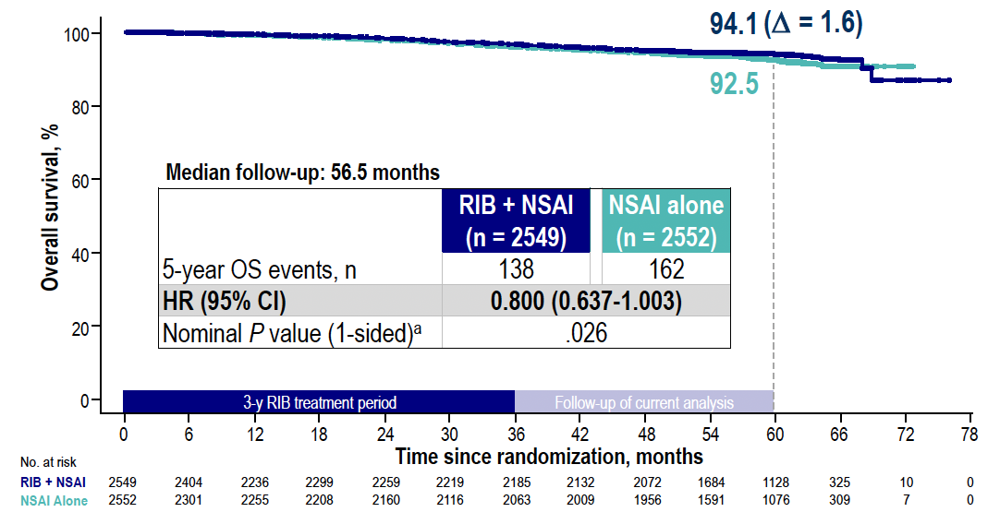 94.1 (Δ = 1.6)
92.5
100
80
60
40
20
0
Overall survival, %
Median follow-up: 56.5 months
RIB + NSAI (n = 2549) NSAI alone (n = 2552)
5-year OS events, n 138 162
HR (95% CI) 0.800 (0.637-1.003)
Nominal P value (1-sided)ᵃ .026
3-y RIB treatment period Follow-up of current analysis
0 6 12 18 24 30 36 42 48 54 60 66 72 78
Time since randomization, months
No. at risk
RIB + NSAI 2549 2404 2236 2299 2259 2219 2185 2132 2072 1684 1128 325 10 0
NSAI Alone 2552 2301 2255 2208 2160 2116 2063 2009 1956 1591 1076 309 7 0